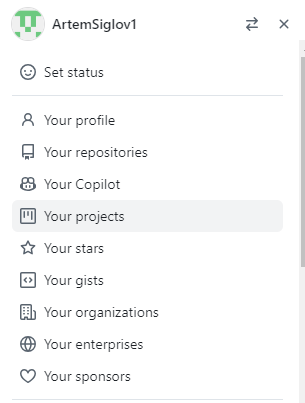 ArtemSiglov1
Set status
Your profile
Your repositories
Your Copilot
Your projects
Your stars
Your gists
Your organizations
Your enterprises
Your sponsors